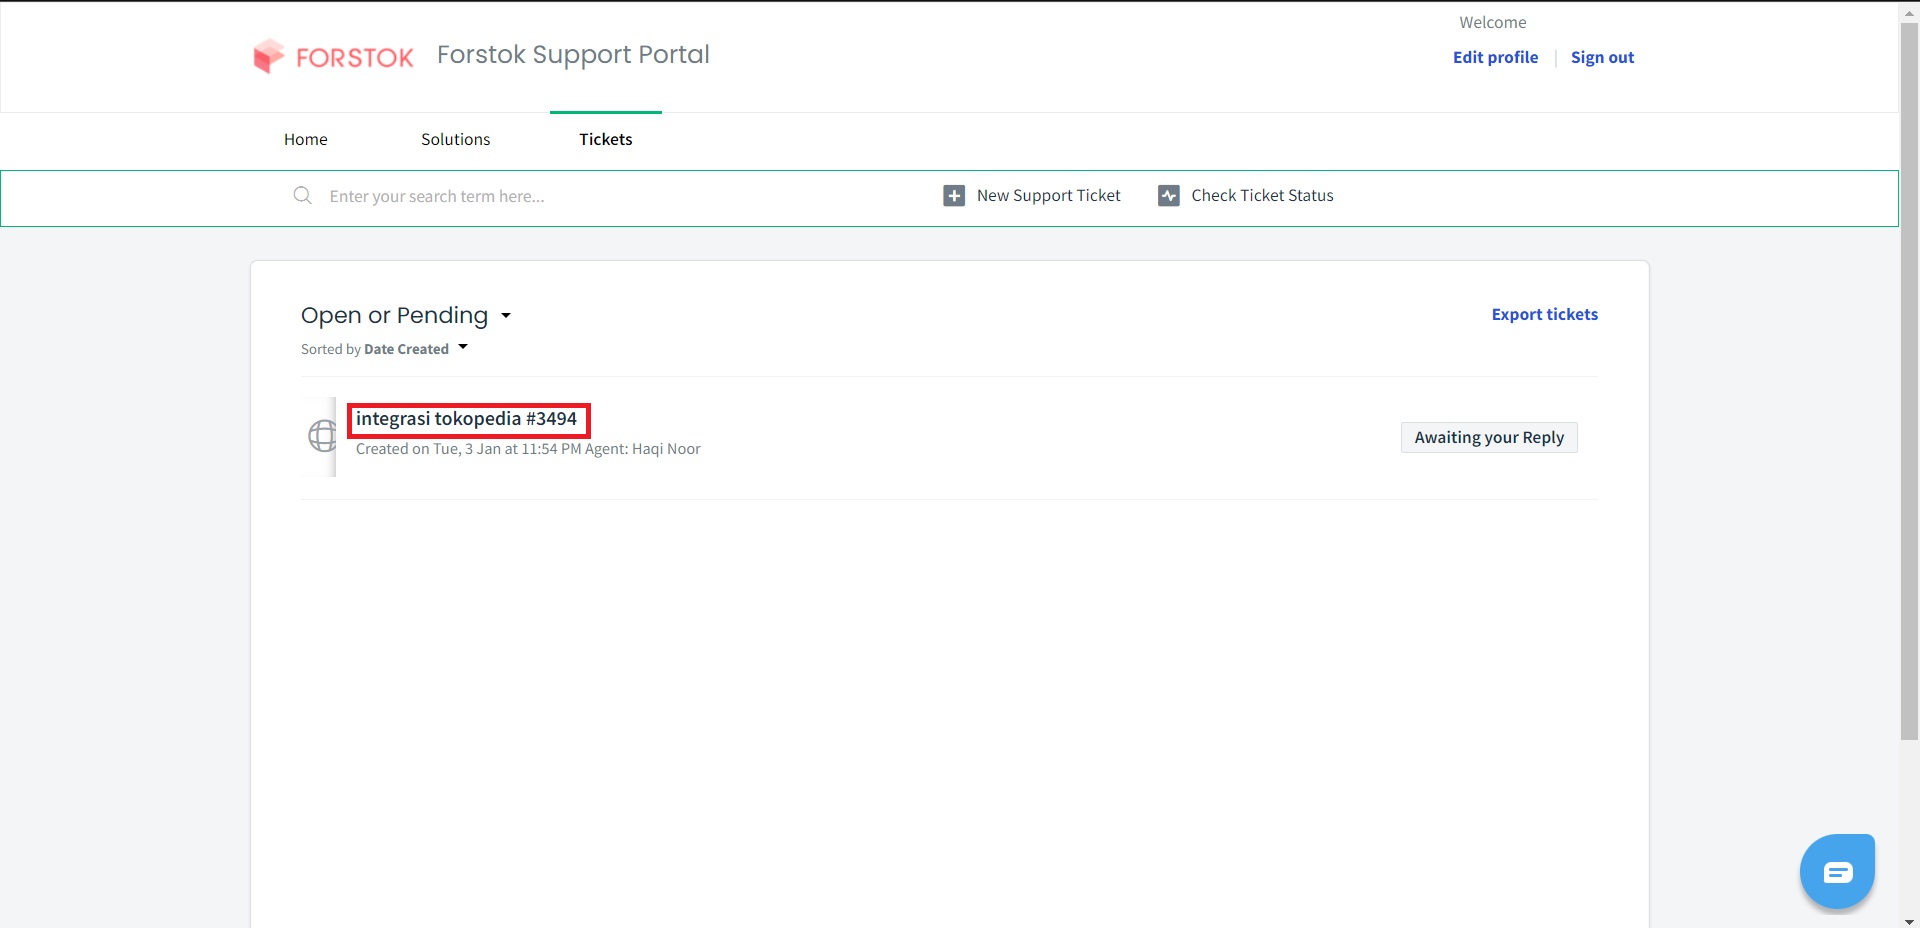 Welcome
FORSTOK Forstok Support Portal
Edit profile Sign out
Home Solutions Tickets
Enter your search term here... New Support Ticket Check Ticket Status
Open or Pending Export tickets
Sorted by Date Created
integrasi tokopedia #3494
Created on Tue, 3 Jan at 11:54 PM Agent: Haqi Noor
Awaiting your Reply